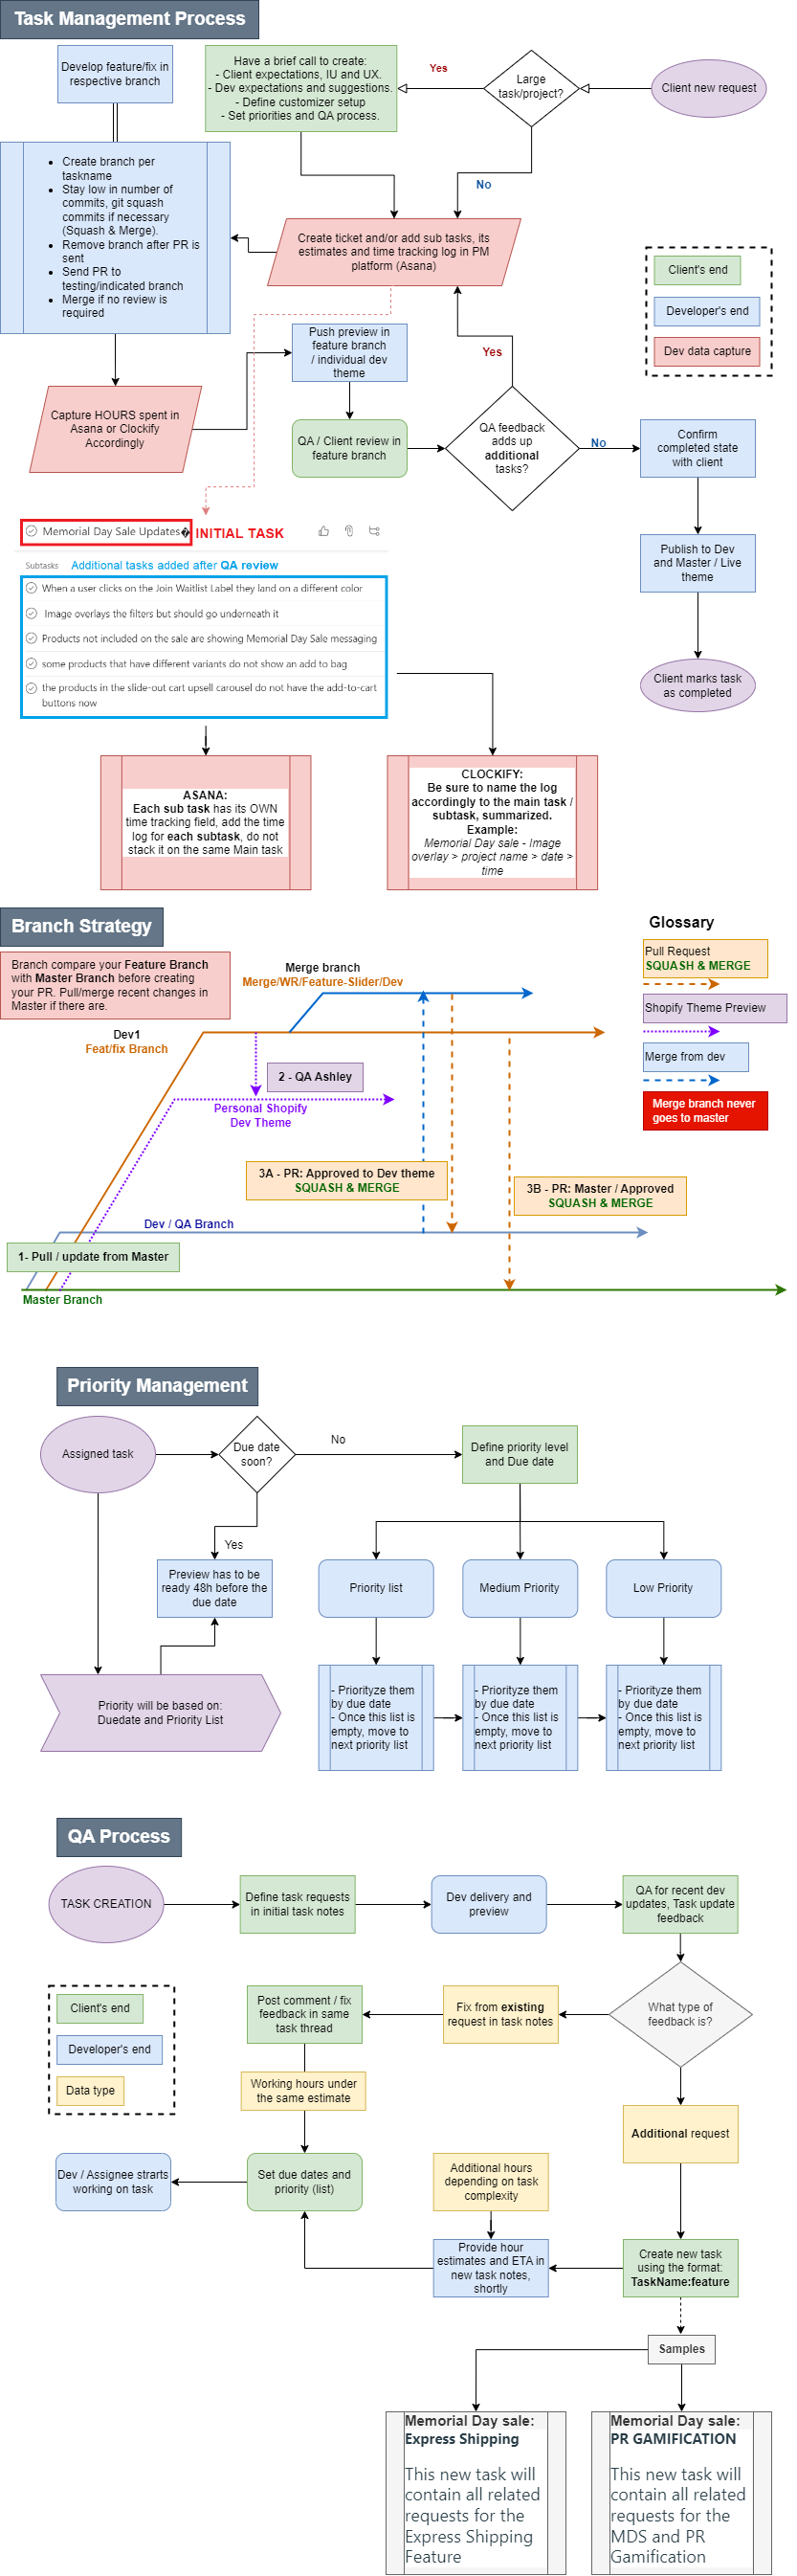 Task Management Process
Develop feature/fix in
respective branch
Have a brief call to create:
- Client expectations, IU and UX.
- Dev expectations and suggestions.
- Define customizer setup
- Set priorities and QA process.
Yes
Large
task/project?
Client new request
No
Create branch per
taskname
Stay low in number of
commits, git squash
commits if necessary
(Squash & Merge).
Remove branch after PR is
sent
Send PR to
testing/indicated branch
Merge if no review is
required
Create ticket and/or add sub tasks, its
estimates and time tracking log in PM
platform (Asana)
Client's end
Developer's end
Dev data capture
Push preview in
feature branch
/ individual dev
theme
Yes
Capture HOURS spent in
Asana or Clockify
Accordingly
QA / Client review in
feature branch
QA feedback
adds up
additional
tasks?
No
Confirm
completed state
with client
Publish to Dev
and Master / Live
theme
Client marks task
as completed
Memorial Day Sale Updates�
INITIAL TASK
Subtasks
Additional tasks added after QA review
When a user clicks on the Join Waitlist Label they land on a different color
Image overlays the filters but should go underneath it
Products not included on the sale are showing Memorial Day Sale messaging
some products that have different variants do not show an add to bag
the products in the slide-out cart upsell carousel do not have the add-to-cart
buttons now
ASANA:
Each sub task has its OWN
time tracking field, add the time
log for each subtask, do not
stack it on the same Main task
CLOCKIFY:
Be sure to name the log
accordingly to the main task /
subtask, summarized.
Example:
Memorial Day sale - Image
overlay > project name > date >
time
Branch Strategy
Branch compare your Feature Branch
with Master Branch before creating
your PR. Pull/merge recent changes in
Master if there are.
Merge branch
Merge/WR/Feature-Slider/Dev
Dev1
Feat/fix Branch
2 - QA Ashley
Personal Shopify
Dev Theme
3A - PR: Approved to Dev theme
SQUASH & MERGE
3B - PR: Master / Approved
SQUASH & MERGE
Dev / QA Branch
1- Pull / update from Master
Master Branch
Glossary
Pull Request
SQUASH & MERGE
Shopify Theme Preview
Merge from dev
Merge branch never
goes to master
Priority Management
Assigned task
Due date
soon?
No
Define priority level
and Due date
Yes
Preview has to be
ready 48h before the
due date
Priority list
Medium Priority
Low Priority
Priority will be based on:
Duedate and Priority List
- Priorityze them
by due date
- Once this list is
empty, move to
next priority list
- Priorityze them
by due date
- Once this list is
empty, move to
next priority list
- Priorityze them
by due date
- Once this list is
empty, move to
next priority list
QA Process
TASK CREATION
Define task requests
in initial task notes
Dev delivery and
preview
QA for recent dev
updates, Task update
feedback
Client's end
Developer's end
Data type
Post comment / fix
feedback in same
task thread
Fix from existing
request in task notes
What type of
feedback is?
Working hours under
the same estimate
Additional request
Dev / Assignee strarts
working on task
Set due dates and
priority (list)
Additional hours
depending on task
complexity
Provide hour
estimates and ETA in
new task notes,
shortly
Create new task
using the format:
TaskName:feature
Samples
Memorial Day sale:
Express Shipping
This new task will
contain all related
requests for the
Express Shipping
Feature
Memorial Day sale:
PR GAMIFICATION
This new task will
contain all related
requests for the
MDS and PR
Gamification